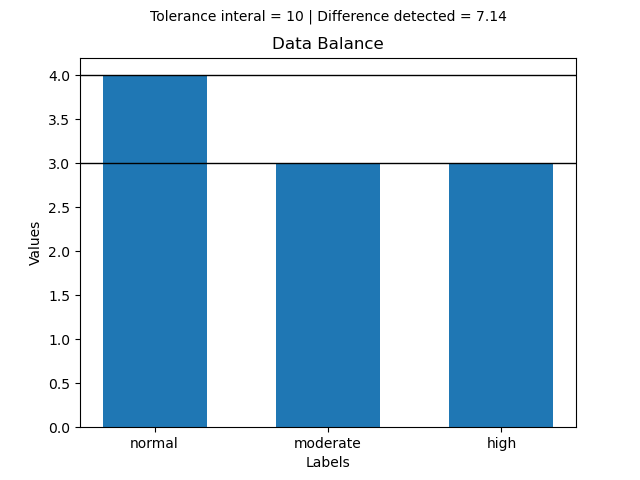 Tolerance interal = 10 | Difference detected = 7.14
Data Balance
4.0
3.5
3.0
2.5
2.0
1.5
1.0
0.5
0.0
Values
normal moderate high
Labels